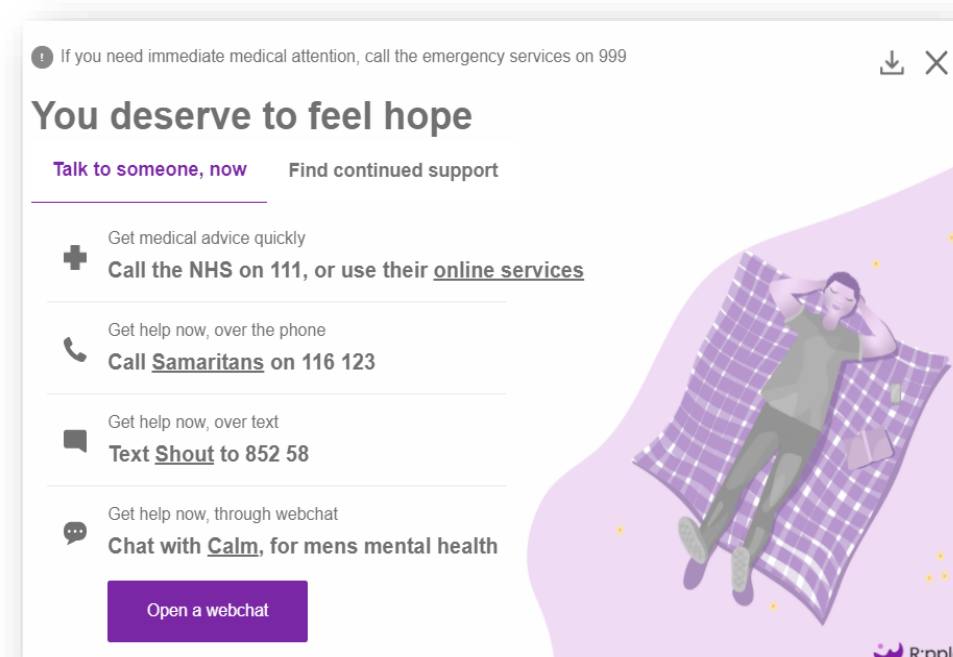 If you need immediate medical attention, call the emergency services on 999
You deserve to feel hope
Talk to someone, now
Find continued support
Get medical advice quickly
Call the NHS on 111, or use their online services
Get help now, over the phone
Call Samaritans on 116 123
Get help now, over text
Text Shout to 852 58
Get help now, through webchat
Chat with Calm, for mens mental health
Open a webchat